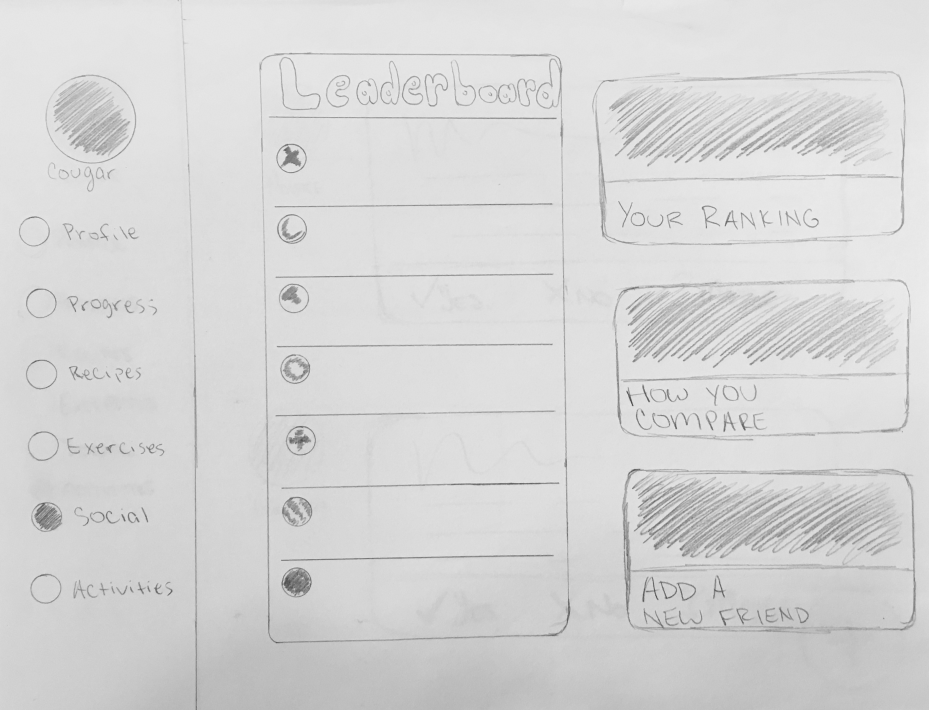 Cougar
Profile
Progress
Recipes
Exercises
Social
Activities
Leaderboard
YOUR RANKING
HOW YOU
COMPARE
ADD A
NEW FRIEND